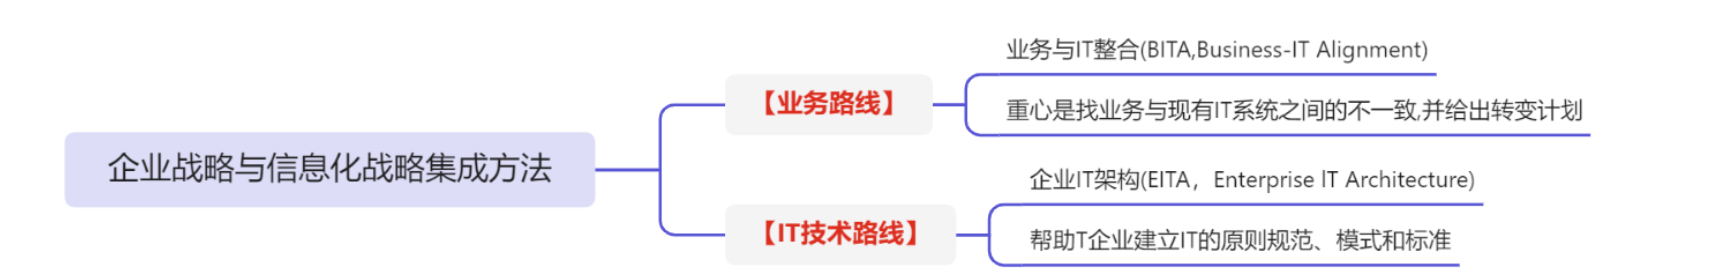 企业战略与信息化战略集成方法
【业务路线】
业务与IT整合(BITA,Business-IT Alignment)
重心是找业务与现有IT系统之间的不一致,并给出转变计划
【IT技术路线】
企业IT架构(EITA，Enterprise lT Architecture)
帮助T企业建立IT的原则规范、模式和标准